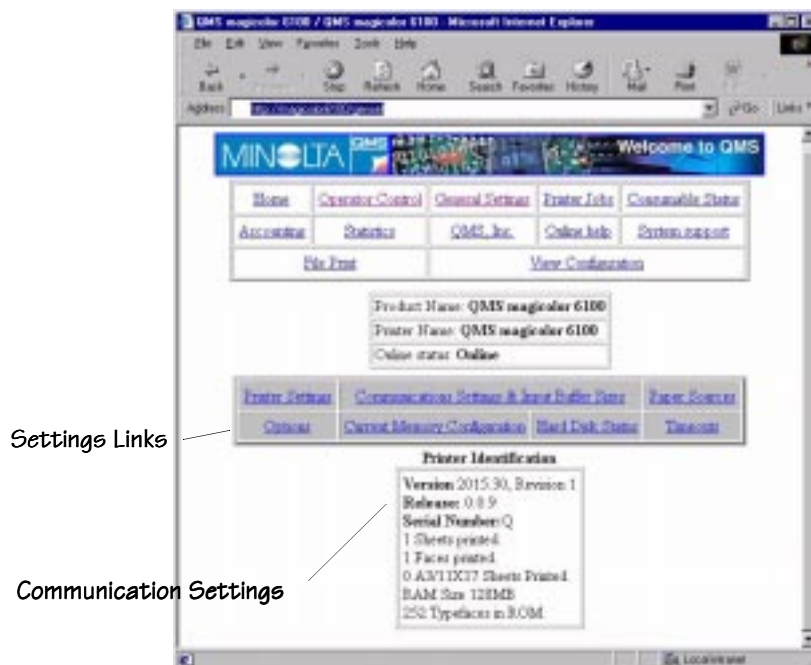 QMS magicolor 6100 / QMS magicolor 6100 - Microsoft Internet Explorer
File Edit View Favorites Tools Help
Back Stop Refresh Home Search Favorites History Mail Print
Address Go Links
MINOLTA QMS Welcome to QMS
Home Operator Control General Settings Printer Jobs Consumable Status
Accounting Statistics QMS, Inc. Online help System support
File Print View Configuration
Product Name: QMS magicolor 6100
Printer Name: QMS magicolor 6100
Online status: Online
Printer Settings Communications Settings & Input Buffer Sizes Paper Sources
Options Current Memory Configuration Hard Disk Status Timeouts
Settings Links
Printer Identification
Version 2015.30, Revision 1
Release: 0.0.9
Serial Number: Q
1 Sheets printed.
1 Faces printed.
0 A3/11X17 Sheets Printed.
RAM Size 128MB
252 Typefaces in ROM
Communication Settings
Local intranet